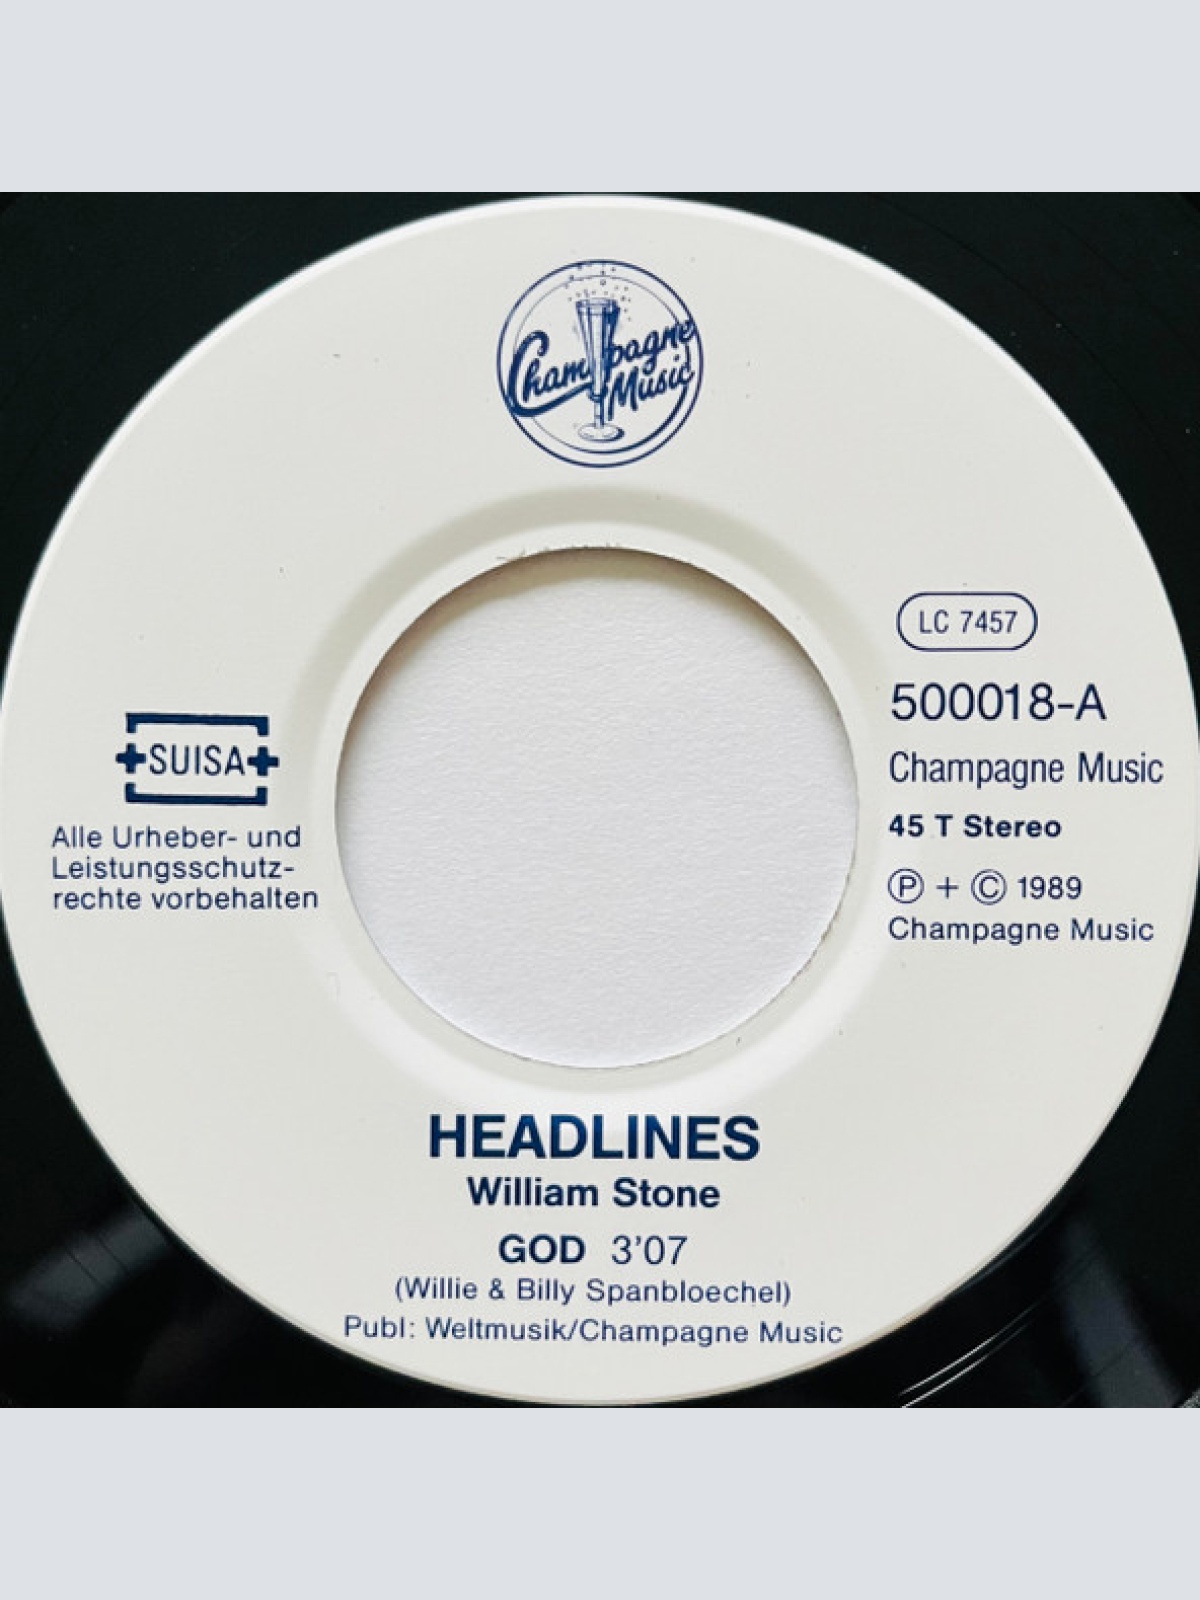 Champagne
Music
LC 7457
500018-A
Champagne Music
45 T Stereo
Ⓟ + © 1989
Champagne Music
SUISA
Alle Urheber- und
Leistungsschutz-
rechte vorbehalten
HEADLINES
William Stone
GOD 3'07
(Willie & Billy Spanbloechel)
Publ: Weltmusik/Champagne Music